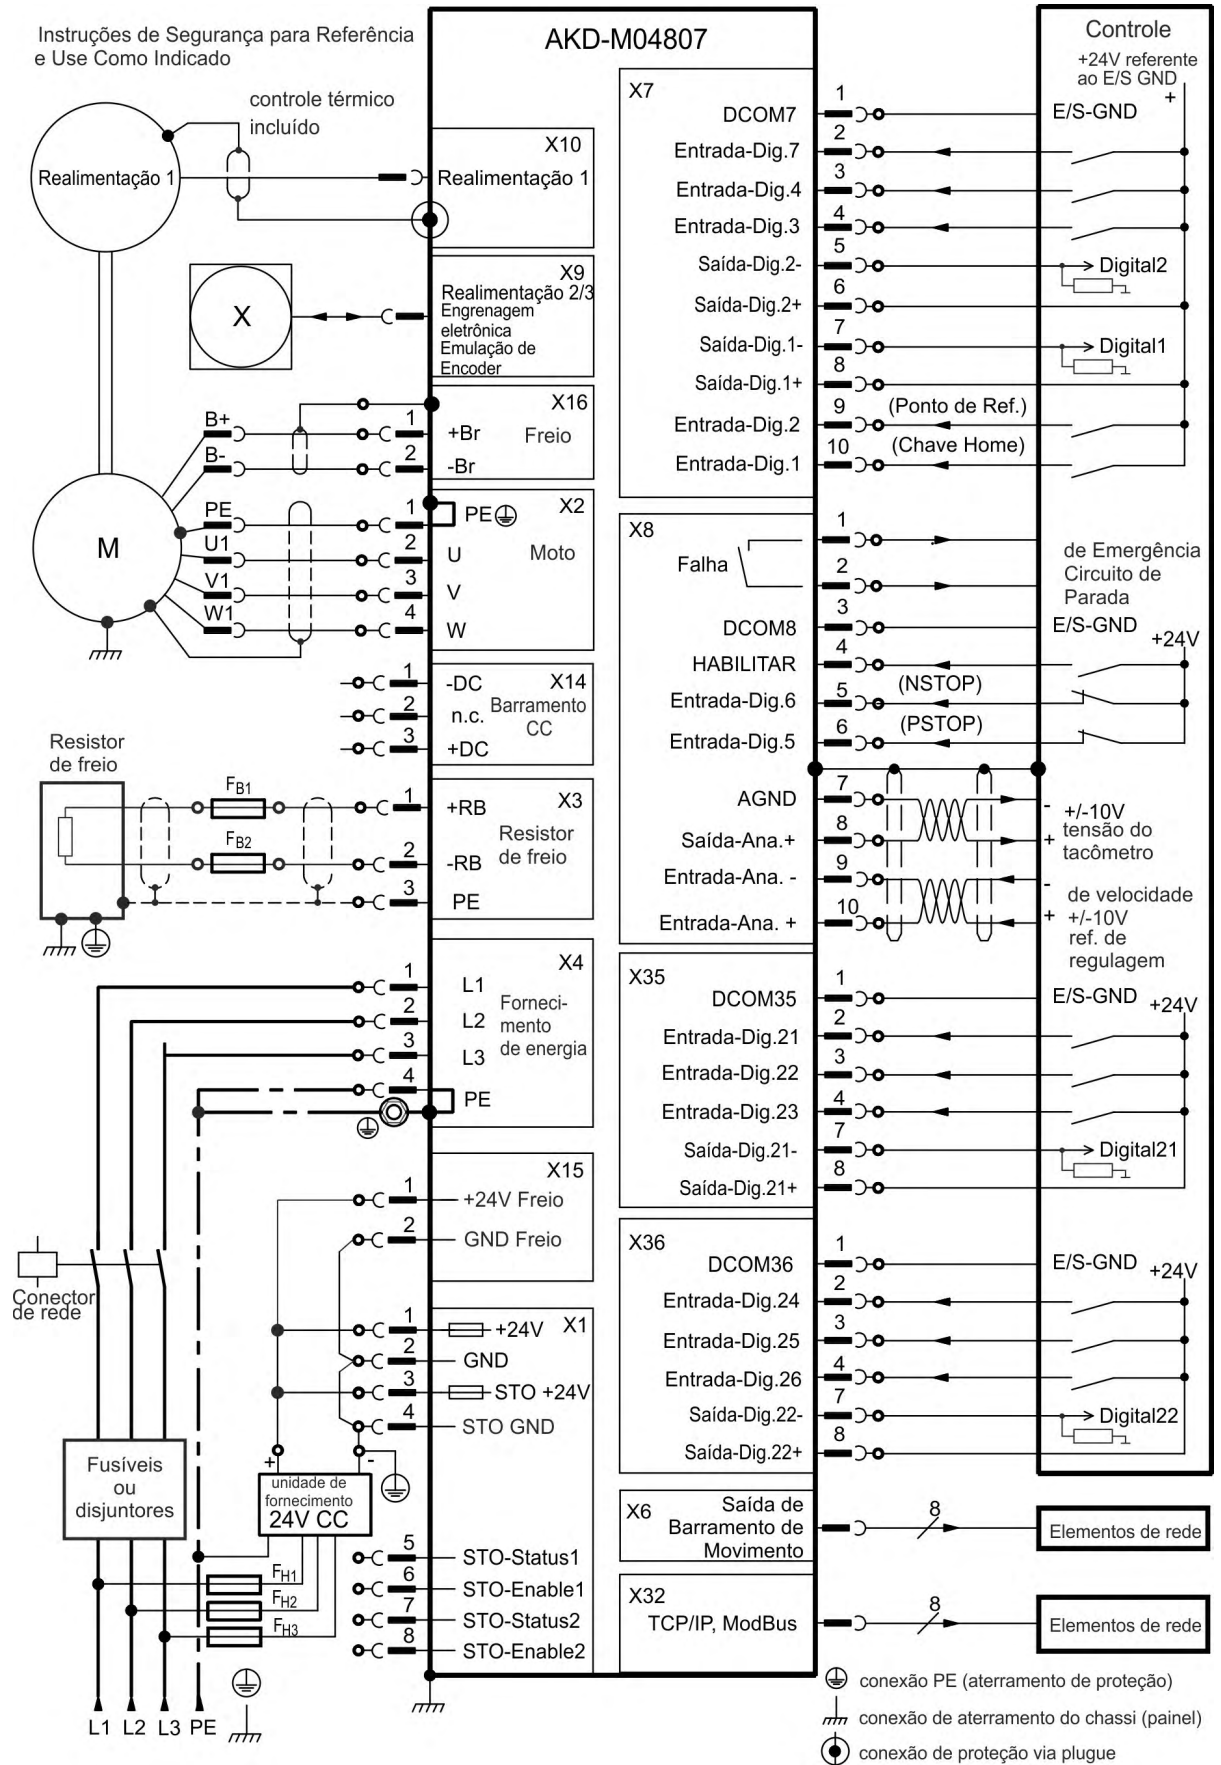 Instruções de Segurança para Referência
e Use Como Indicado
controle térmico
incluído
Realimentação 1
X
B+
B-
PE
U1
V1
W1
M
Resistor
de freio
FB1
FB2
Conector
de rede
Fusíveis
ou
disjuntores
+
-
unidade de
fornecimento
24V CC
FH1
FH2
FH3
L1 L2 L3 PE
AKD-M04807
X10
Realimentação 1
X9
Realimentação 2/3
Engrenagem
eletrônica
Emulação de
Encoder
X16
Freio
1 +Br
2 -Br
X2
Moto
1 PE
2 U
3 V
4 W
X14
Barramento
CC
1 -DC
2 n.c.
3 +DC
X3
Resistor
de freio
1 +RB
2 -RB
3 PE
X4
Forneci-
mento
de energia
1 L1
2 L2
3 L3
4 PE
X15
1 +24V Freio
2 GND Freio
X1
1 +24V
2 GND
3 STO +24V
4 STO GND
5 STO-Status1
6 STO-Enable1
7 STO-Status2
8 STO-Enable2
X7
DCOM7 1
Entrada-Dig.7 2
Entrada-Dig.4 3
Entrada-Dig.3 4
Saída-Dig.2- 5
Saída-Dig.2+ 6
Saída-Dig.1- 7
Saída-Dig.1+ 8
Entrada-Dig.2 9 (Ponto de Ref.)
Entrada-Dig.1 10 (Chave Home)
X8
Falha 1
2
DCOM8 3
HABILITAR 4
Entrada-Dig.6 5 (NSTOP)
Entrada-Dig.5 6 (PSTOP)
AGND 7
Saída-Ana.+ 8
Entrada-Ana. - 9
Entrada-Ana. + 10
X35
DCOM35 1
Entrada-Dig.21 2
Entrada-Dig.22 3
Entrada-Dig.23 4
Saída-Dig.21- 7
Saída-Dig.21+ 8
X36
DCOM36 1
Entrada-Dig.24 2
Entrada-Dig.25 3
Entrada-Dig.26 4
Saída-Dig.22- 7
Saída-Dig.22+ 8
X6
Saída de
Barramento de
Movimento
8
Elementos de rede
X32
TCP/IP, ModBus
8
Elementos de rede
Controle
+24V referente
ao E/S GND
+
E/S-GND
Digital2
Digital1
de Emergência
Circuito de
Parada
E/S-GND
+24V
- +/-10V
+ tensão do
tacômetro
- de velocidade
+ +/-10V
ref. de
regulagem
E/S-GND
+24V
Digital21
E/S-GND
+24V
Digital22
conexão PE (aterramento de proteção)
conexão de aterramento do chassi (painel)
conexão de proteção via plugue